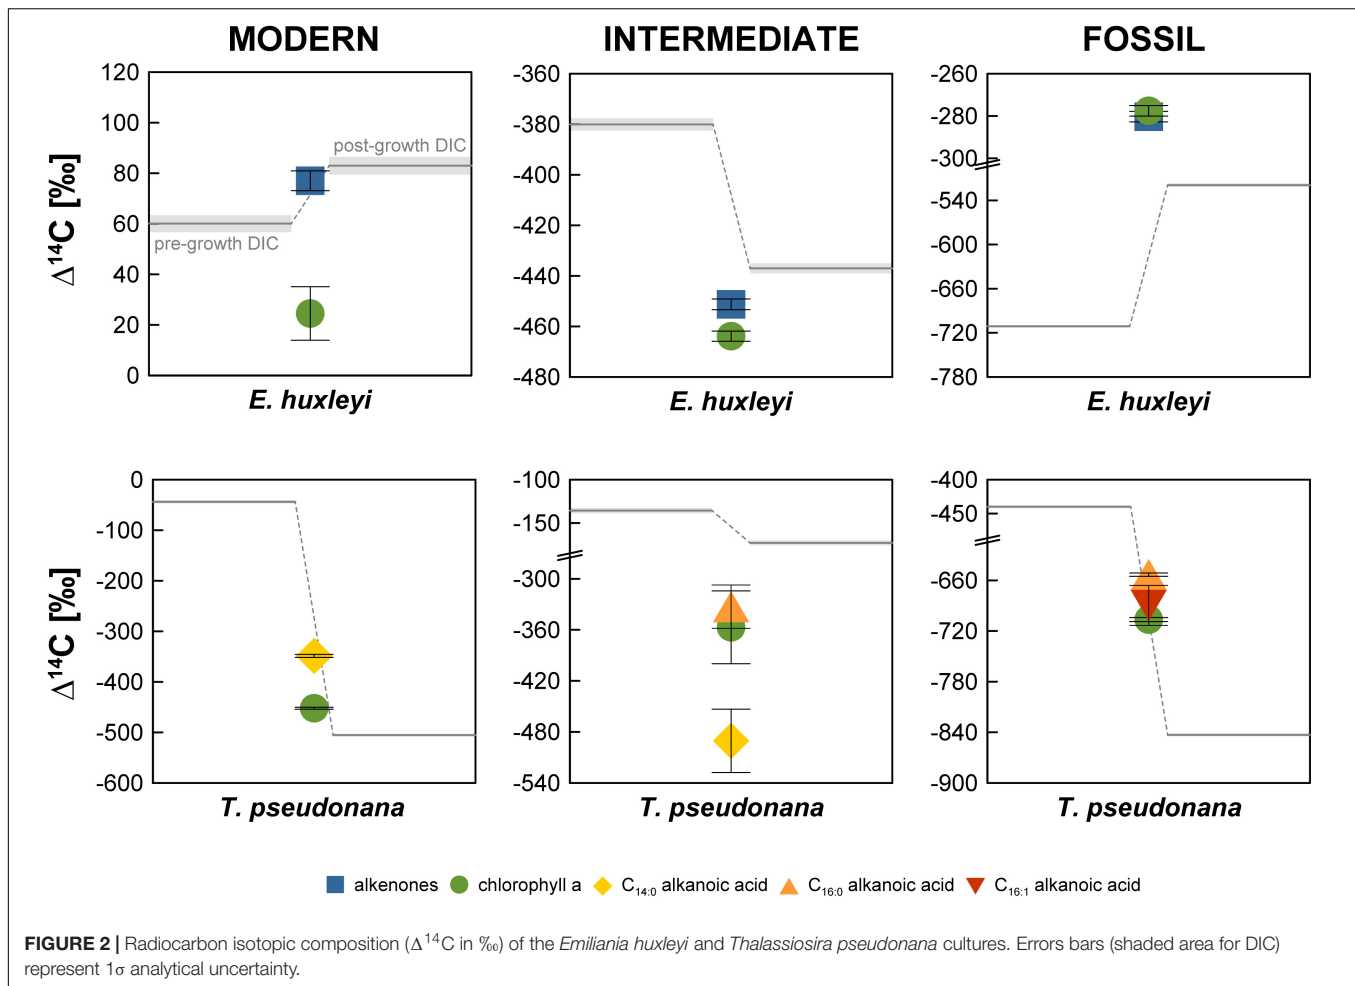 MODERN
INTERMEDIATE
FOSSIL
Δ14C [‰]
120
100
80
60
40
20
0
post-growth DIC
pre-growth DIC
E. huxleyi
-360
-380
-400
-420
-440
-460
-480
E. huxleyi
-260
-280
-300
-540
-600
-660
-720
-780
E. huxleyi
Δ14C [‰]
0
-100
-200
-300
-400
-500
-600
T. pseudonana
-100
-150
-300
-360
-420
-480
-540
T. pseudonana
-400
-450
-660
-720
-780
-840
-900
T. pseudonana
alkenones chlorophyll a C14:0 alkanoic acid C16:0 alkanoic acid C16:1 alkanoic acid
FIGURE 2 | Radiocarbon isotopic composition (Δ14C in ‰) of the Emiliania huxleyi and Thalassiosira pseudonana cultures. Errors bars (shaded area for DIC)
represent 1σ analytical uncertainty.